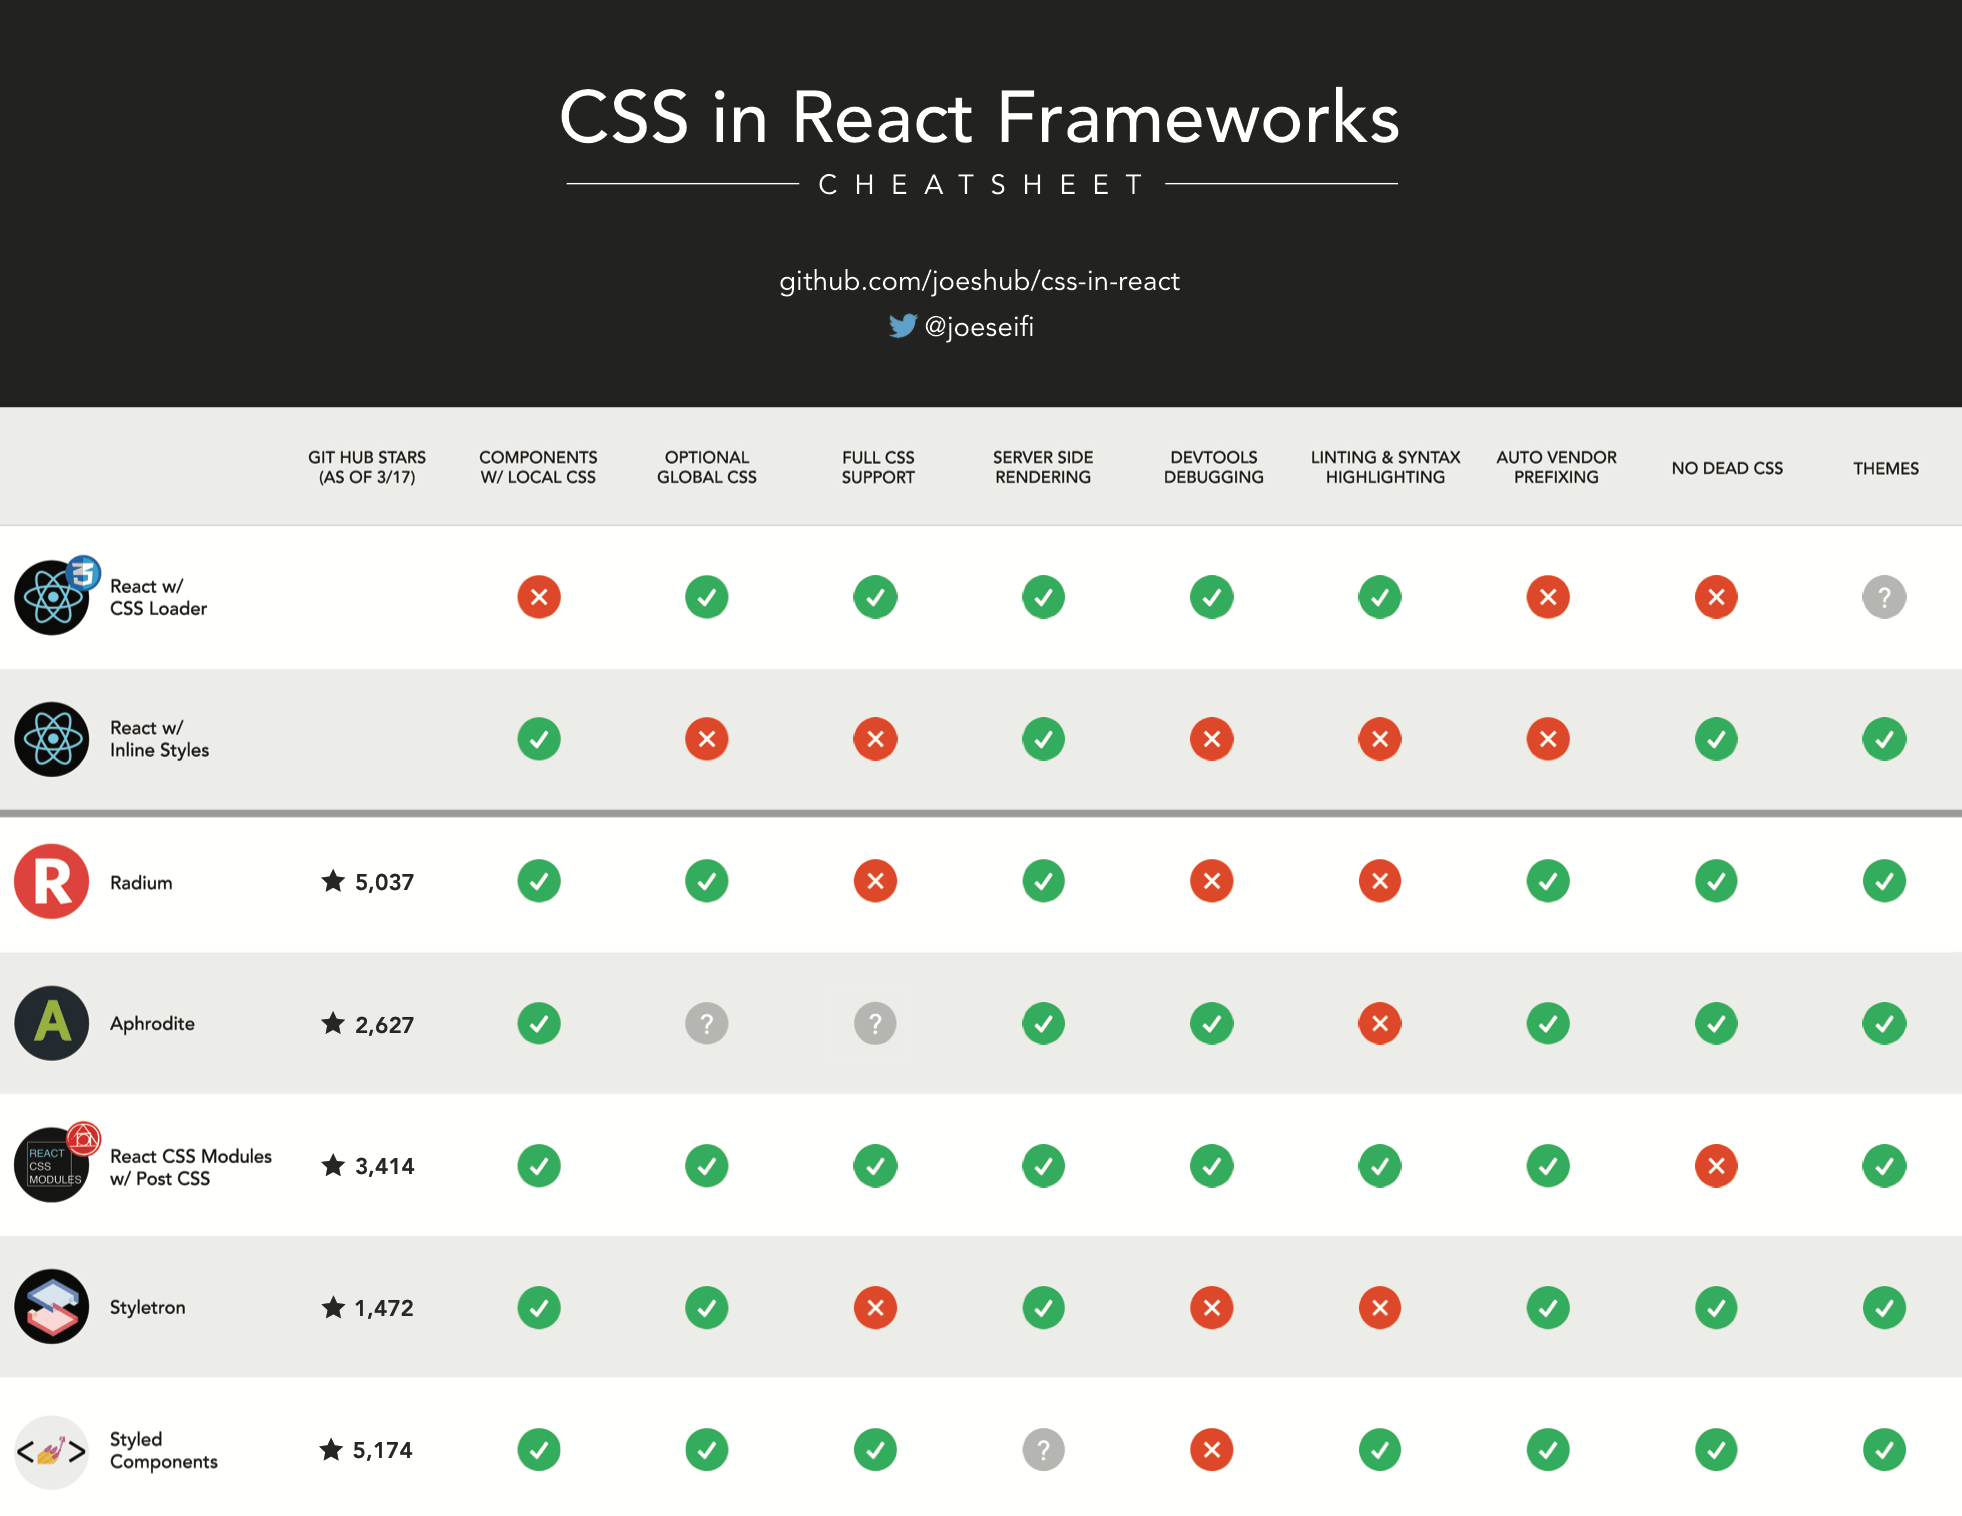 CSS in React Frameworks
CHEATSHEET
github.com/joeshub/css-in-react
@joeseifi
GIT HUB STARS
(AS OF 3/17)
COMPONENTS
W/ LOCAL CSS
OPTIONAL
GLOBAL CSS
FULL CSS
SUPPORT
SERVER SIDE
RENDERING
DEVTOOLS
DEBUGGING
LINTING & SYNTAX
HIGHLIGHTING
AUTO VENDOR
PREFIXING
NO DEAD CSS
THEMES
React w/
CSS Loader
?
React w/
Inline Styles
R
Radium
★ 5,037
A
Aphrodite
★ 2,627
?
?
REACT
CSS
MODULES
React CSS Modules
w/ Post CSS
★ 3,414
Styletron
★ 1,472
< >
Styled
Components
★ 5,174
?